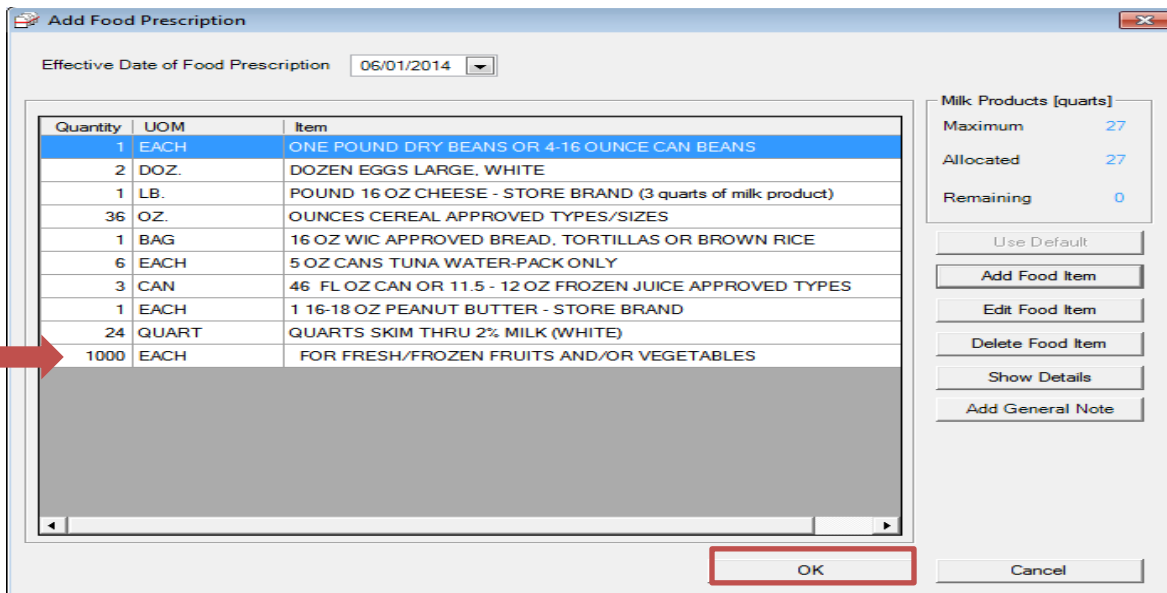 Add Food Prescription
Effective Date of Food Prescription 06/01/2014
Quantity UOM Item
1 EACH ONE POUND DRY BEANS OR 4-16 OUNCE CAN BEANS
2 DOZ. DOZEN EGGS LARGE, WHITE
1 LB. POUND 16 OZ CHEESE - STORE BRAND (3 quarts of milk product)
36 OZ. OUNCES CEREAL APPROVED TYPES/SIZES
1 BAG 16 OZ WIC APPROVED BREAD, TORTILLAS OR BROWN RICE
6 EACH 5 OZ CANS TUNA WATER-PACK ONLY
3 CAN 46 FL OZ CAN OR 11.5 - 12 OZ FROZEN JUICE APPROVED TYPES
1 EACH 1 16-18 OZ PEANUT BUTTER - STORE BRAND
24 QUART QUARTS SKIM THRU 2% MILK (WHITE)
1000 EACH FOR FRESH/FROZEN FRUITS AND/OR VEGETABLES
Milk Products [quarts]
Maximum 27
Allocated 27
Remaining 0
Use Default
Add Food Item
Edit Food Item
Delete Food Item
Show Details
Add General Note
OK Cancel